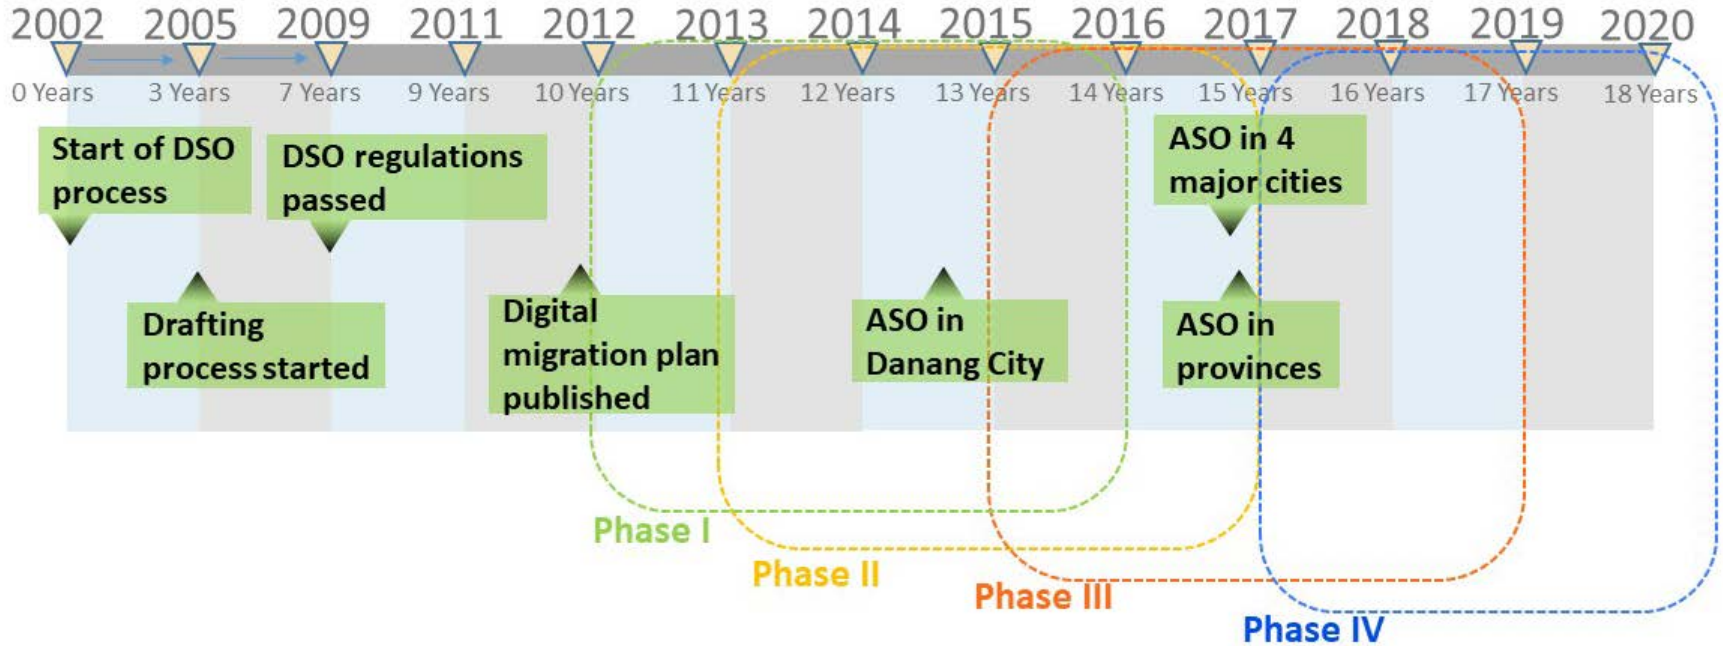 2002 2005 2009 2011 2012 2013 2014 2015 2016 2017 2018 2019 2020
0 Years 3 Years 7 Years 9 Years 10 Years 11 Years 12 Years 13 Years 14 Years 15 Years 16 Years 17 Years 18 Years
Start of DSO
process
DSO regulations
passed
ASO in 4
major cities
Drafting
process started
Digital
migration plan
published
ASO in
Danang City
ASO in
provinces
Phase I
Phase II
Phase III
Phase IV